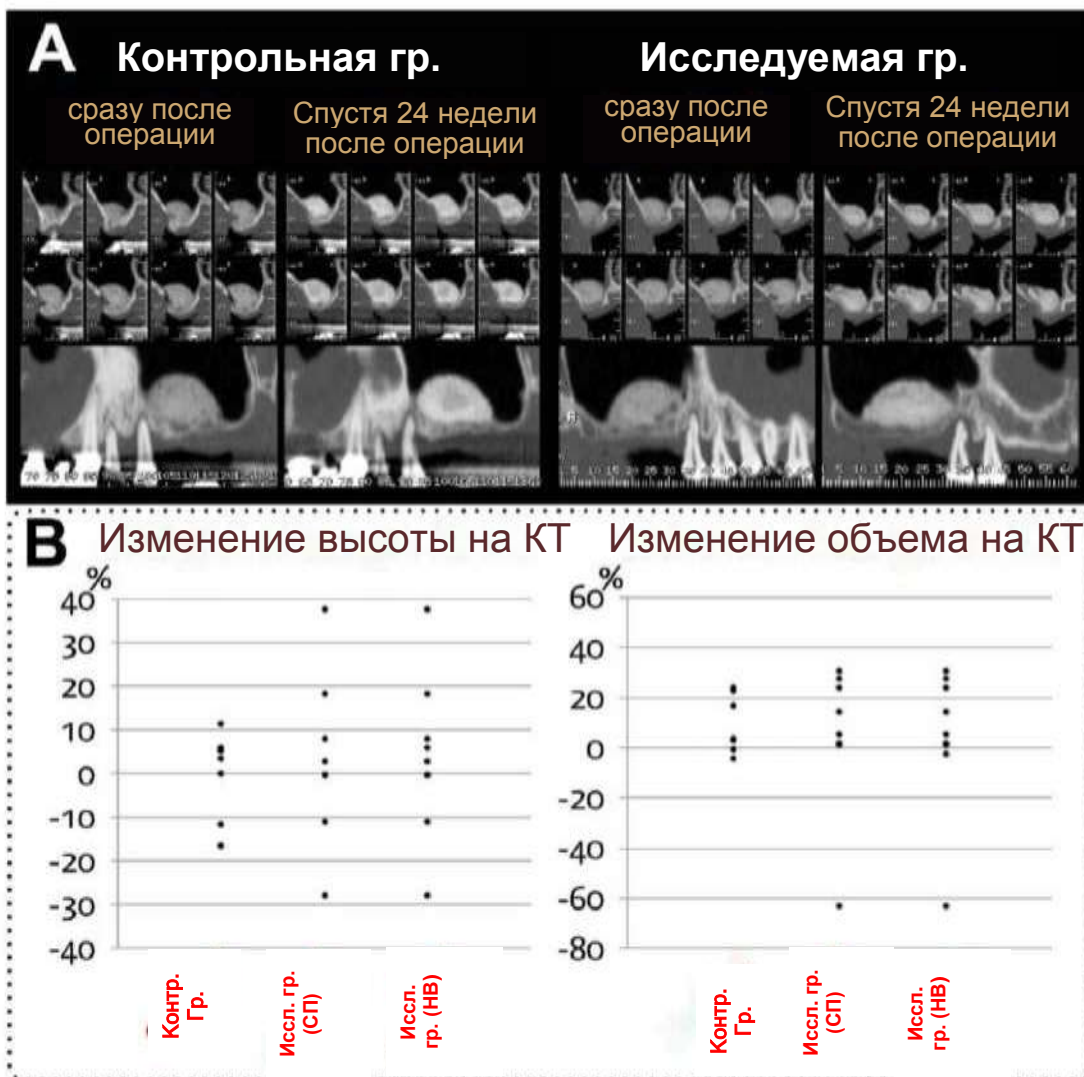 A
Контрольная гр.
Исследуемая гр.
сразу после
операции
Спустя 24 недели
после операции
сразу после
операции
Спустя 24 недели
после операции
B
Изменение высоты на КТ
Изменение объема на КТ
%
40
30
20
10
0
-10
-20
-30
-40
Контр.
Гр.
Иссл. гр.
(СП)
Иссл.
гр. (НВ)
%
60
40
20
0
-20
-40
-60
-80
Контр.
Гр.
Иссл. гр.
(СП)
Иссл.
гр. (НВ)